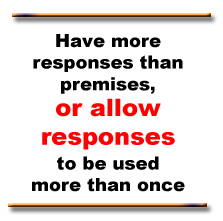 Have more
responses than
premises,
or allow
responses
to be used
more than once